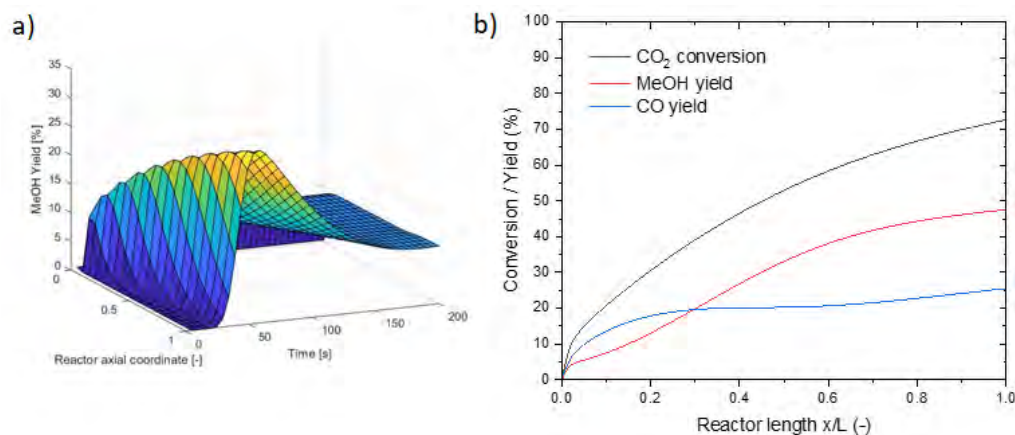 a)
MeOH Yield [%]
35
30
25
20
15
10
5
0
0
0.5
1
Reactor axial coordinate [-]
0
50
100
150
200
Time [s]
b)
Conversion / Yield (%)
100
90
80
70
60
50
40
30
20
10
0
CO₂ conversion
MeOH yield
CO yield
0.0 0.2 0.4 0.6 0.8 1.0
Reactor length x/L (-)